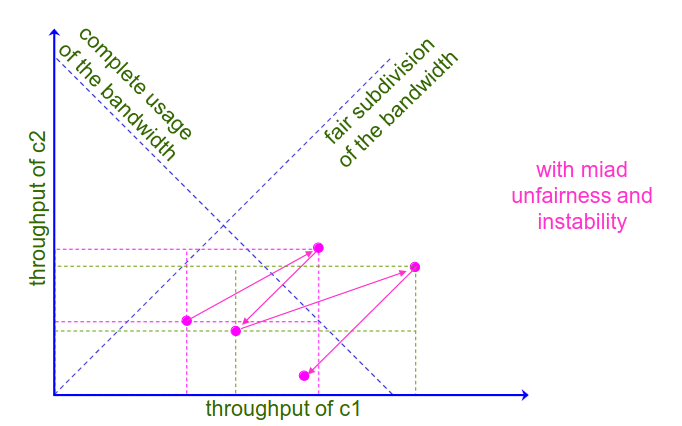 complete usage
of the bandwidth
fair subdivision
of the bandwidth
throughput of c2
with miad
unfairness and
instability
throughput of c1